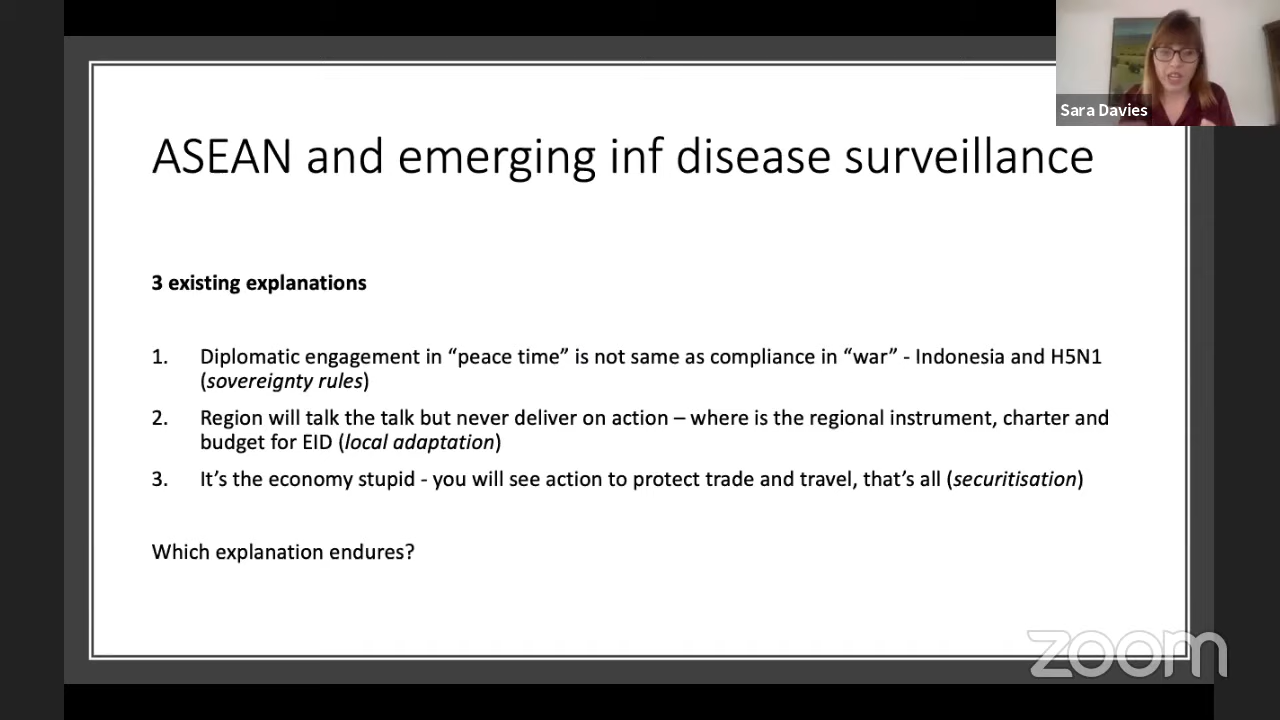 Sara Davies
ASEAN and emerging inf disease surveillance
3 existing explanations
1. Diplomatic engagement in “peace time” is not same as compliance in “war” - Indonesia and H5N1
(sovereignty rules)
2. Region will talk the talk but never deliver on action – where is the regional instrument, charter and
budget for EID (local adaptation)
3. It’s the economy stupid - you will see action to protect trade and travel, that’s all (securitisation)
Which explanation endures?
zoom